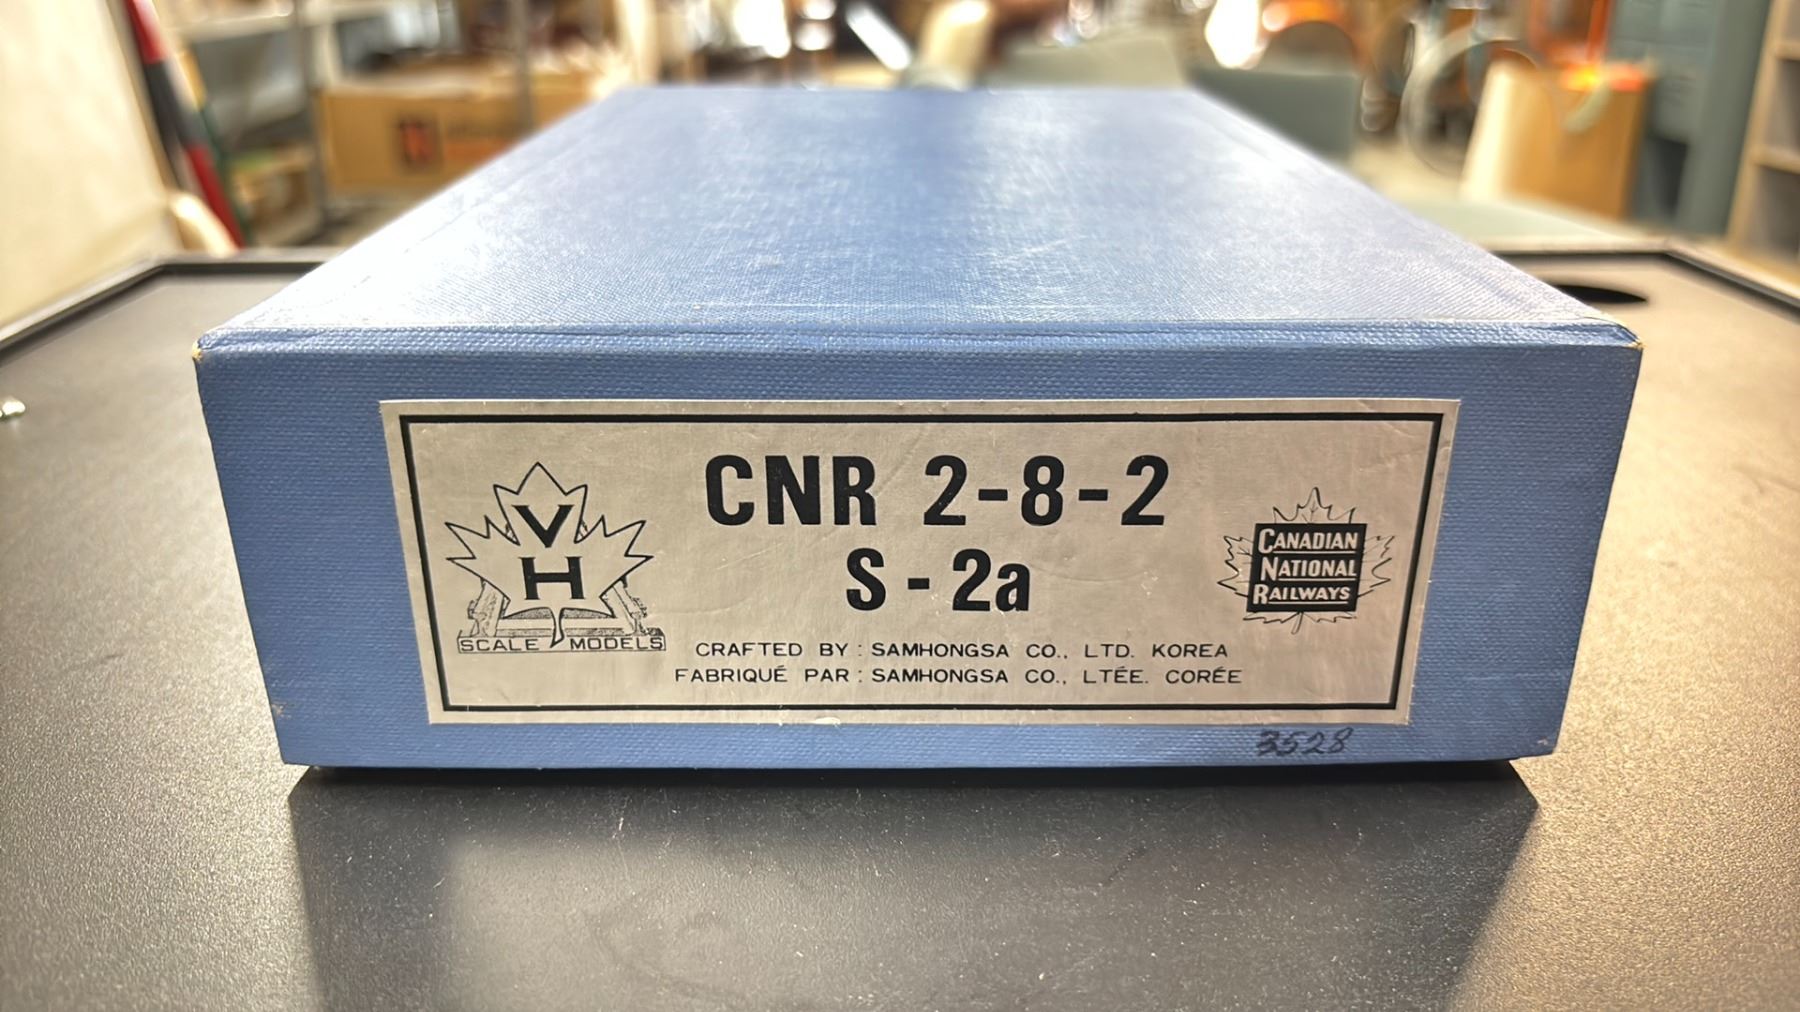 CNR 2-8-2
S-2a
V
H
SCALE MODELS
CANADIAN
NATIONAL
RAILWAYS
CRAFTED BY: SAMHONGSA CO., LTD. KOREA
FABRIQUÉ PAR: SAMHONGSA CO., LTÉE. CORÉE
3528